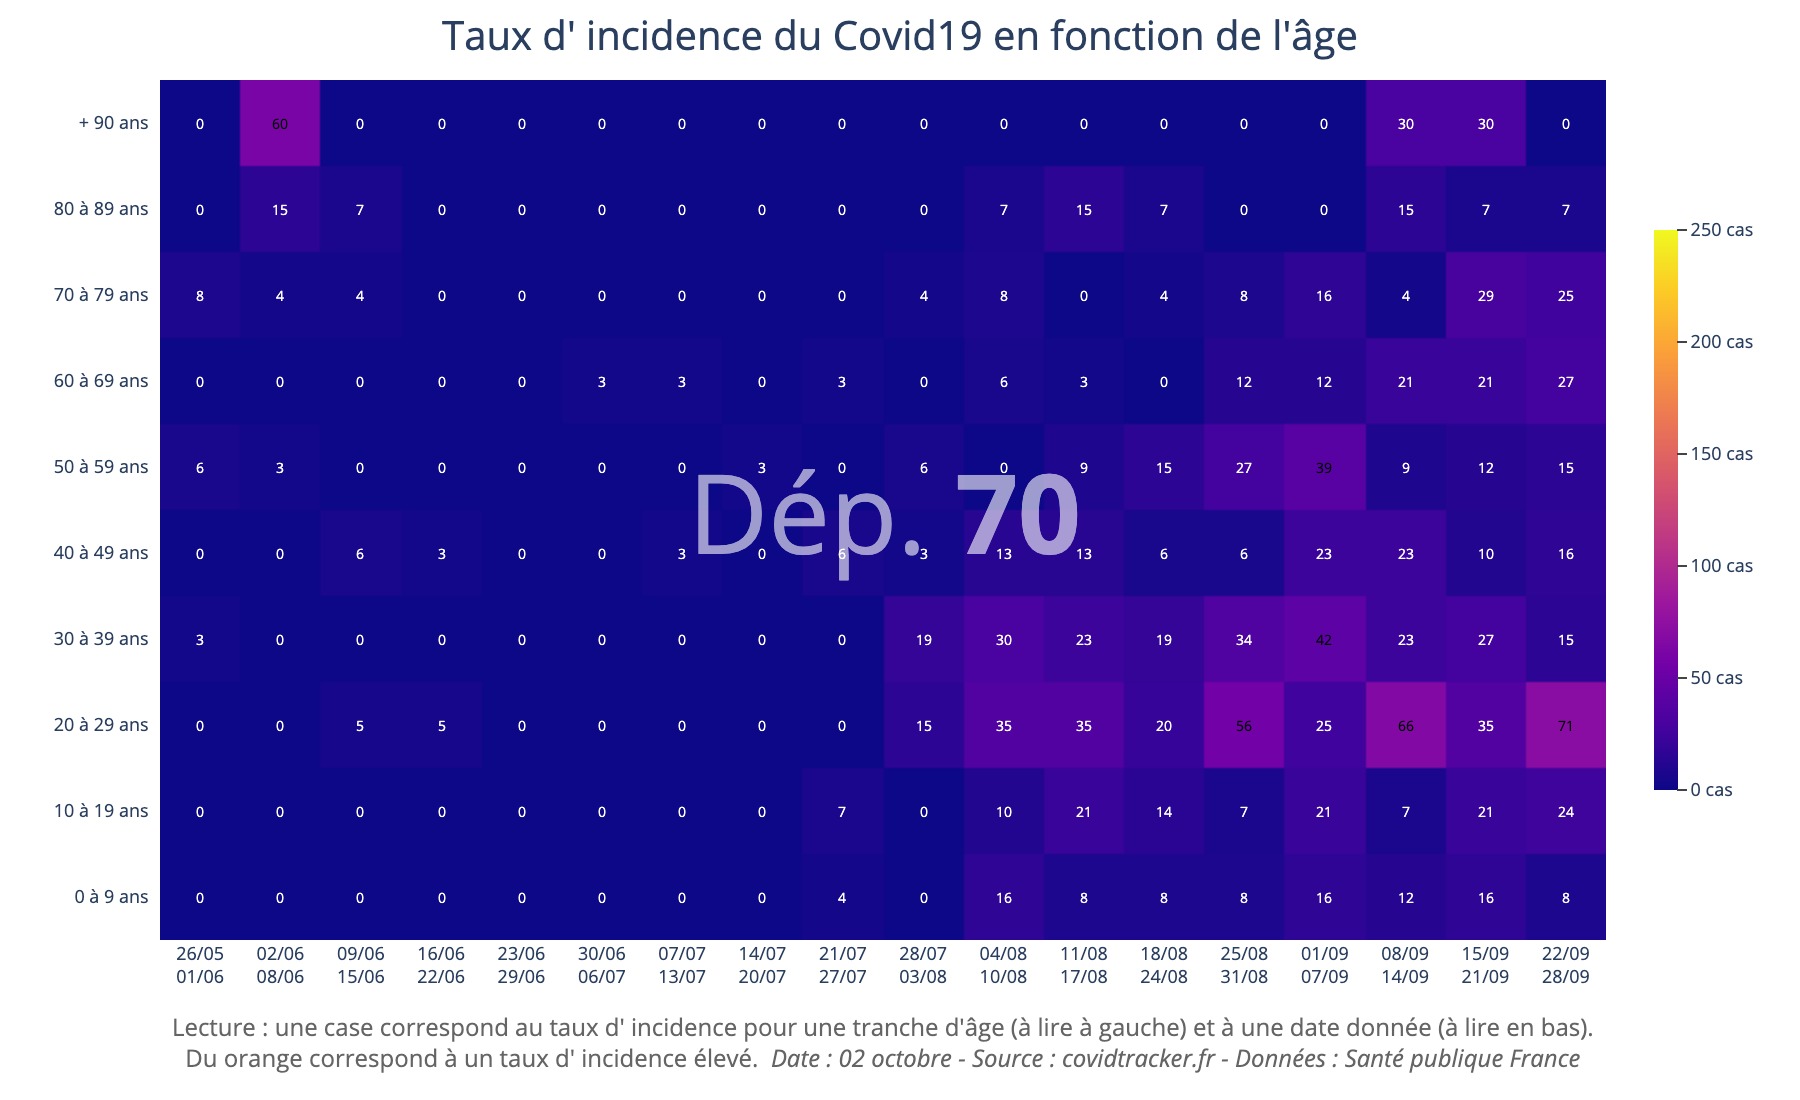 Taux d' incidence du Covid19 en fonction de l'âge
+ 90 ans 0 60 0 0 0 0 0 0 0 0 0 0 0 0 0 30 30 0
80 à 89 ans 0 15 7 0 0 0 0 0 0 0 7 15 7 0 0 15 7 7
70 à 79 ans 8 4 4 0 0 0 0 0 0 4 8 0 4 8 16 4 29 25
60 à 69 ans 0 0 0 0 0 3 3 0 3 0 6 3 0 12 12 21 21 27
50 à 59 ans 6 3 0 0 0 0 0 3 0 6 0 9 15 27 39 9 12 15
Dép. 70
40 à 49 ans 0 0 6 3 0 0 3 0 6 3 13 13 6 6 23 23 10 16
30 à 39 ans 3 0 0 0 0 0 0 0 0 19 30 23 19 34 42 23 27 15
20 à 29 ans 0 0 5 5 0 0 0 0 0 15 35 35 20 56 25 66 35 71
10 à 19 ans 0 0 0 0 0 0 0 0 7 0 10 21 14 7 21 7 21 24
0 à 9 ans 0 0 0 0 0 0 0 0 4 0 16 8 8 8 16 12 16 8
26/05 02/06 09/06 16/06 23/06 30/06 07/07 14/07 21/07 28/07 04/08 11/08 18/08 25/08 01/09 08/09 15/09 22/09
01/06 08/06 15/06 22/06 29/06 06/07 13/07 20/07 27/07 03/08 10/08 17/08 24/08 31/08 07/09 14/09 21/09 28/09
250 cas
200 cas
150 cas
100 cas
50 cas
0 cas
Lecture : une case correspond au taux d' incidence pour une tranche d'âge (à lire à gauche) et à une date donnée (à lire en bas).
Du orange correspond à un taux d' incidence élevé. Date : 02 octobre - Source : covidtracker.fr - Données : Santé publique France